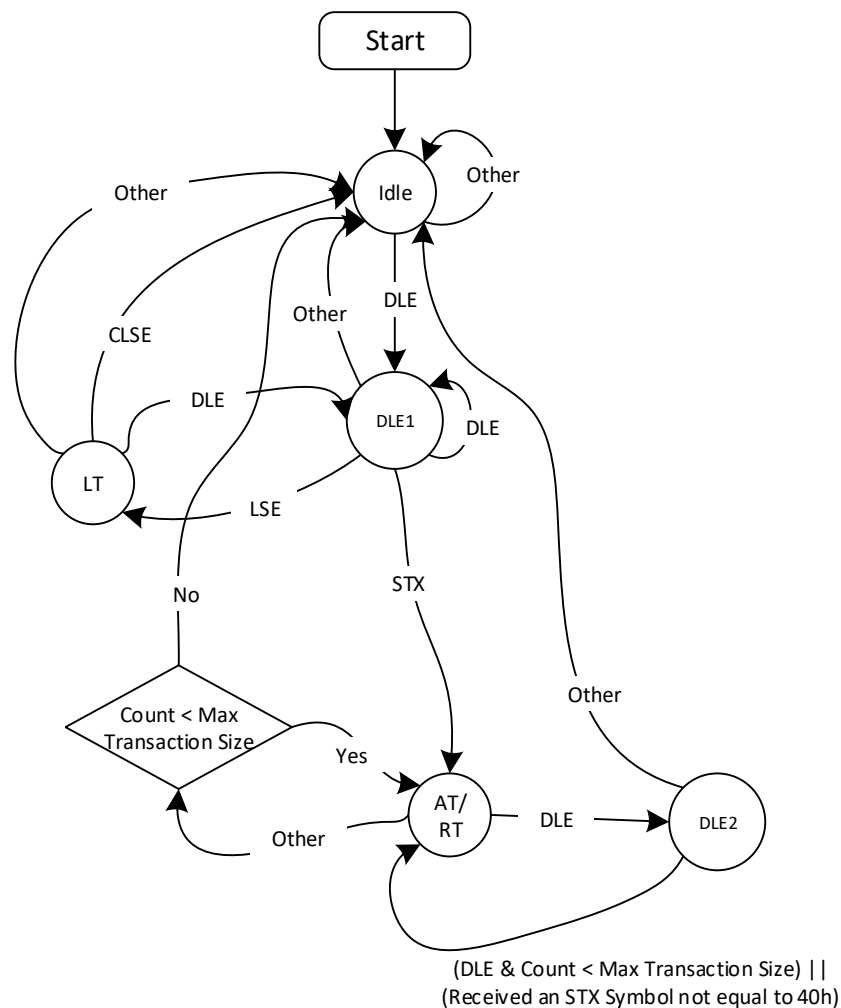 Start
Idle
Other
Other
DLE
Other
CLSE
DLE
DLE1
DLE
LT
LSE
STX
No
Count < Max
Transaction Size
Yes
Other
Other
AT/
RT
DLE
DLE2
(DLE & Count < Max Transaction Size) ||
(Received an STX Symbol not equal to 40h)